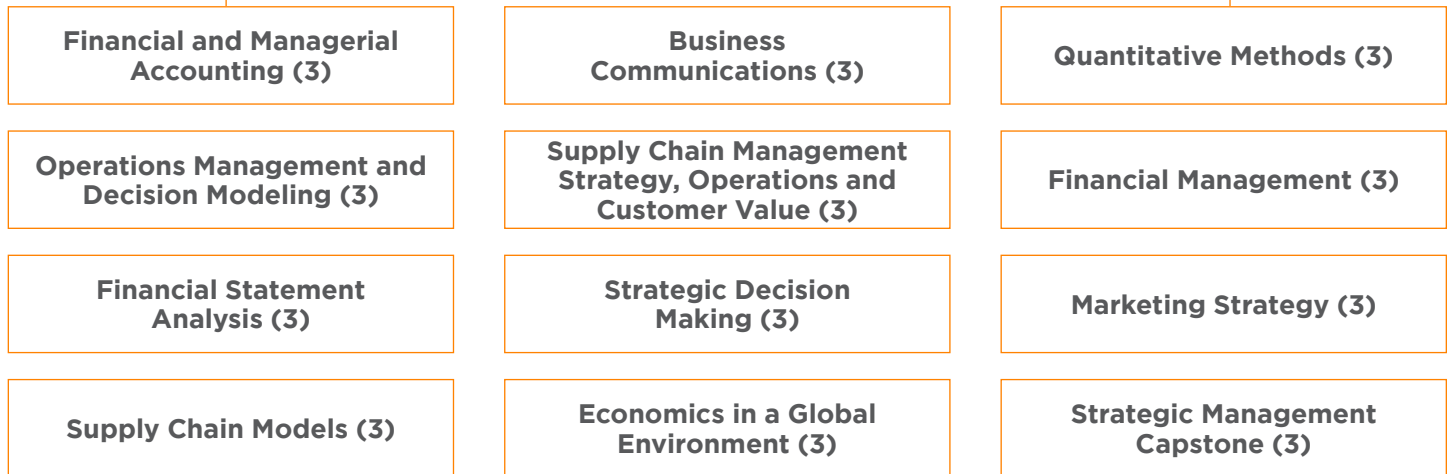 Financial and Managerial
Accounting (3)
Business
Communications (3)
Quantitative Methods (3)
Operations Management and
Decision Modeling (3)
Supply Chain Management
Strategy, Operations and
Customer Value (3)
Financial Management (3)
Financial Statement
Analysis (3)
Strategic Decision
Making (3)
Marketing Strategy (3)
Supply Chain Models (3)
Economics in a Global
Environment (3)
Strategic Management
Capstone (3)